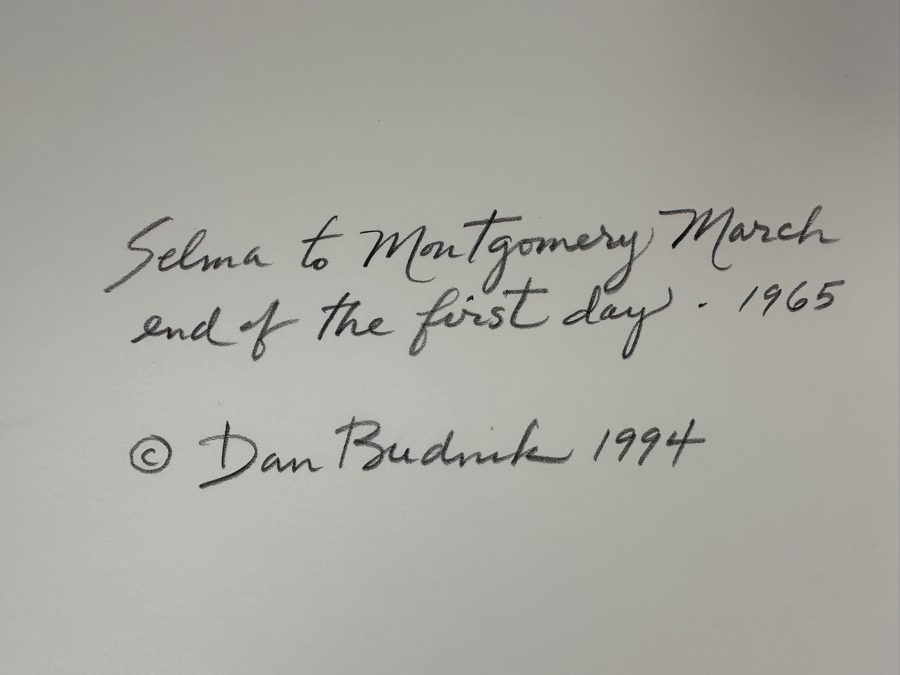 Selma to Montgomery March
end of the first day. 1965
© Dan Budnik 1994